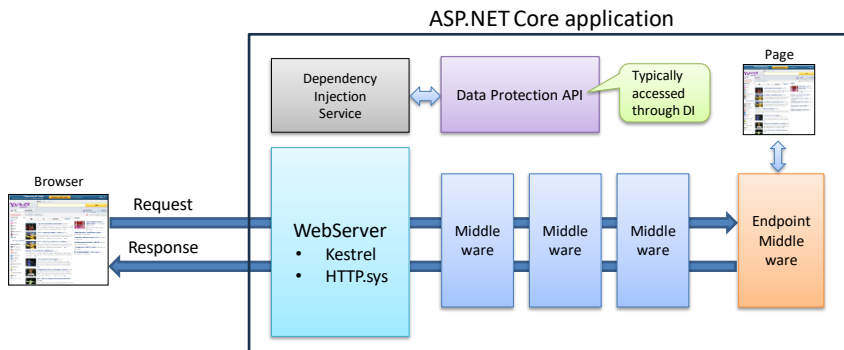 ASP.NET Core application
Dependency
Injection
Service
Data Protection API
Typically
accessed
through DI
Page
Browser
Request
Response
WebServer
• Kestrel
• HTTP.sys
Middle
ware
Middle
ware
Middle
ware
Endpoint
Middle
ware